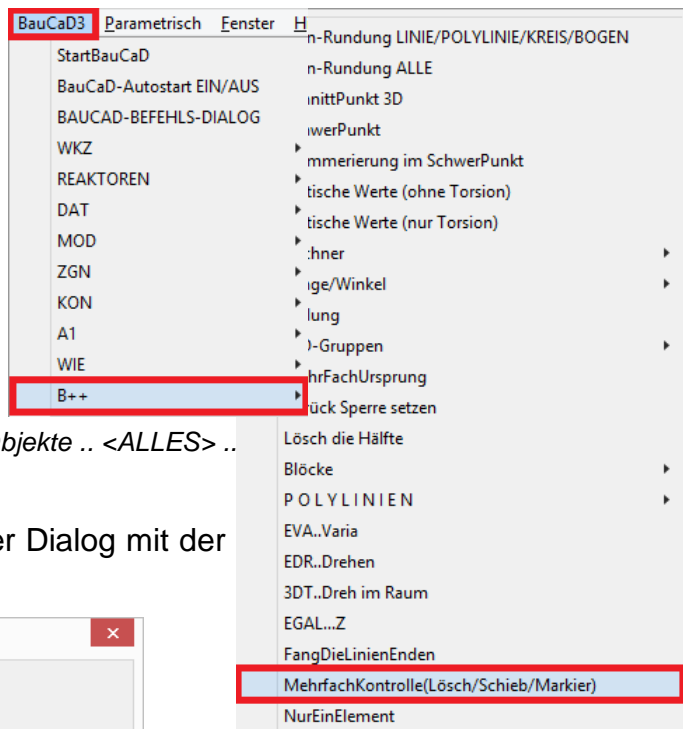 BauCaD3 Parametrisch Fenster H
StartBauCaD
BauCaD-Autostart EIN/AUS
BAUCAD-BEFEHLS-DIALOG
WKZ
REAKTOREN
DAT
MOD
ZGN
KON
A1
WIE
B++
n-Rundung LINIE/POLYLINIE/KREIS/BOGEN
n-Rundung ALLE
nittPunkt 3D
werPunkt
mmerierung im SchwerPunkt
tische Werte (ohne Torsion)
tische Werte (nur Torsion)
hner
ge/Winkel
lung
-Gruppen
hrFachUrsprung
rück Sperre setzen
Lösch die Hälfte
Blöcke
P O L Y L I N I E N
EVA..Varia
EDR..Drehen
3DT..Dreh im Raum
EGAL...Z
FangDieLinienEnden
MehrfachKontrolle(Lösch/Schieb/Markier)
NurEinElement
bjekte .. <ALLES> ..
er Dialog mit der